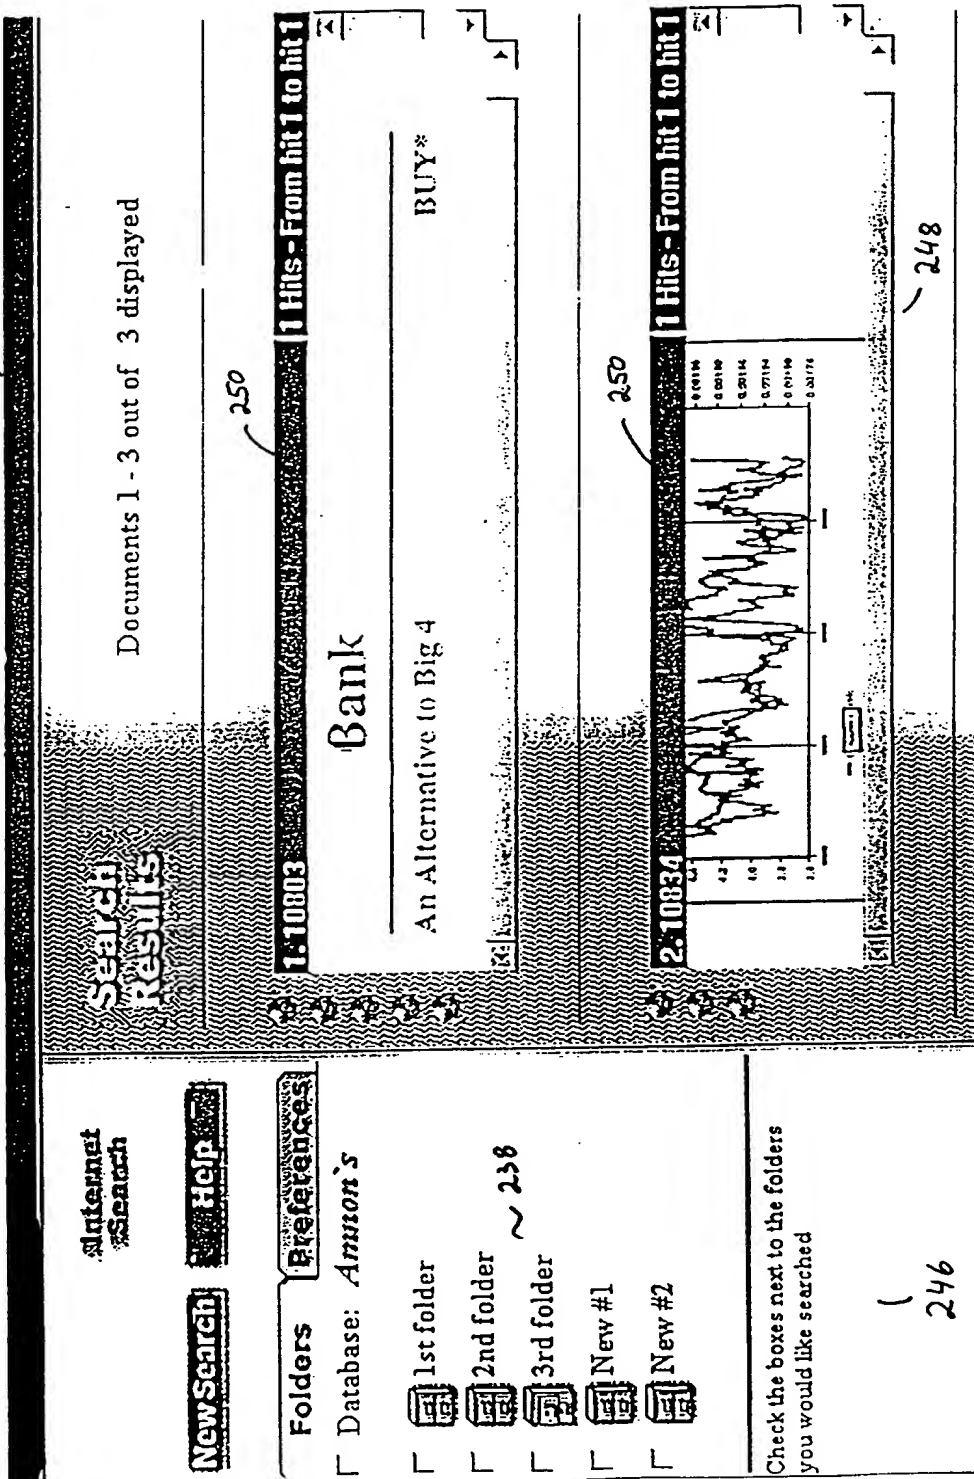 Internet
Search
New Search
Help
Folders
Preferences
Database: Ammon`s
1st folder
2nd folder
3rd folder
~ 238
New #1
New #2
Check the boxes next to the folders
you would like searched
246
Search
Results
Documents 1 - 3 out of 3 displayed
250
1. 10803
1 Hits - From hit 1 to hit 1
Bank
An Alternative to Big 4
BUY*
250
2. 10834
1 Hits - From hit 1 to hit 1
248